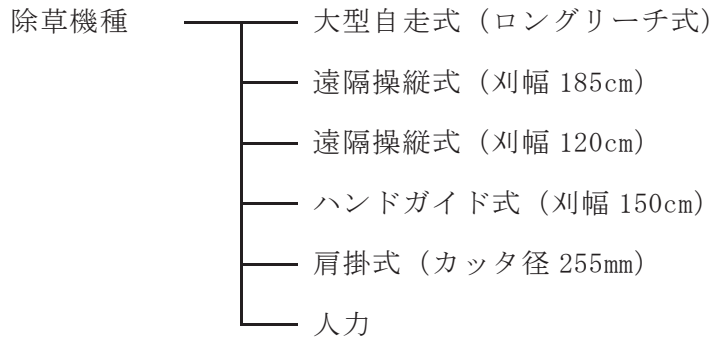 除草機種
大型自走式（ロングリーチ式）
遠隔操縦式（刈幅 185cm）
遠隔操縦式（刈幅 120cm）
ハンドガイド式（刈幅 150cm）
肩掛式（カッタ径 255mm）
人力